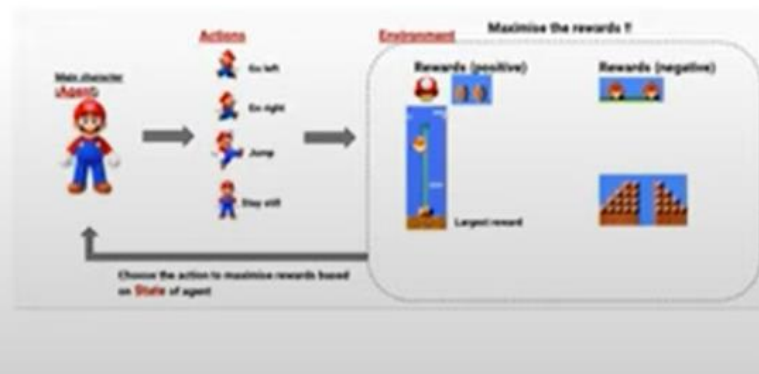 Maximise the rewards !!
Actions
Environment
Rewards (positive)
Rewards (negative)
Main character
(Agent)
Go left
Go right
Jump
Stay still
Largest reward
Choose the action to maximise rewards based
on State of agent